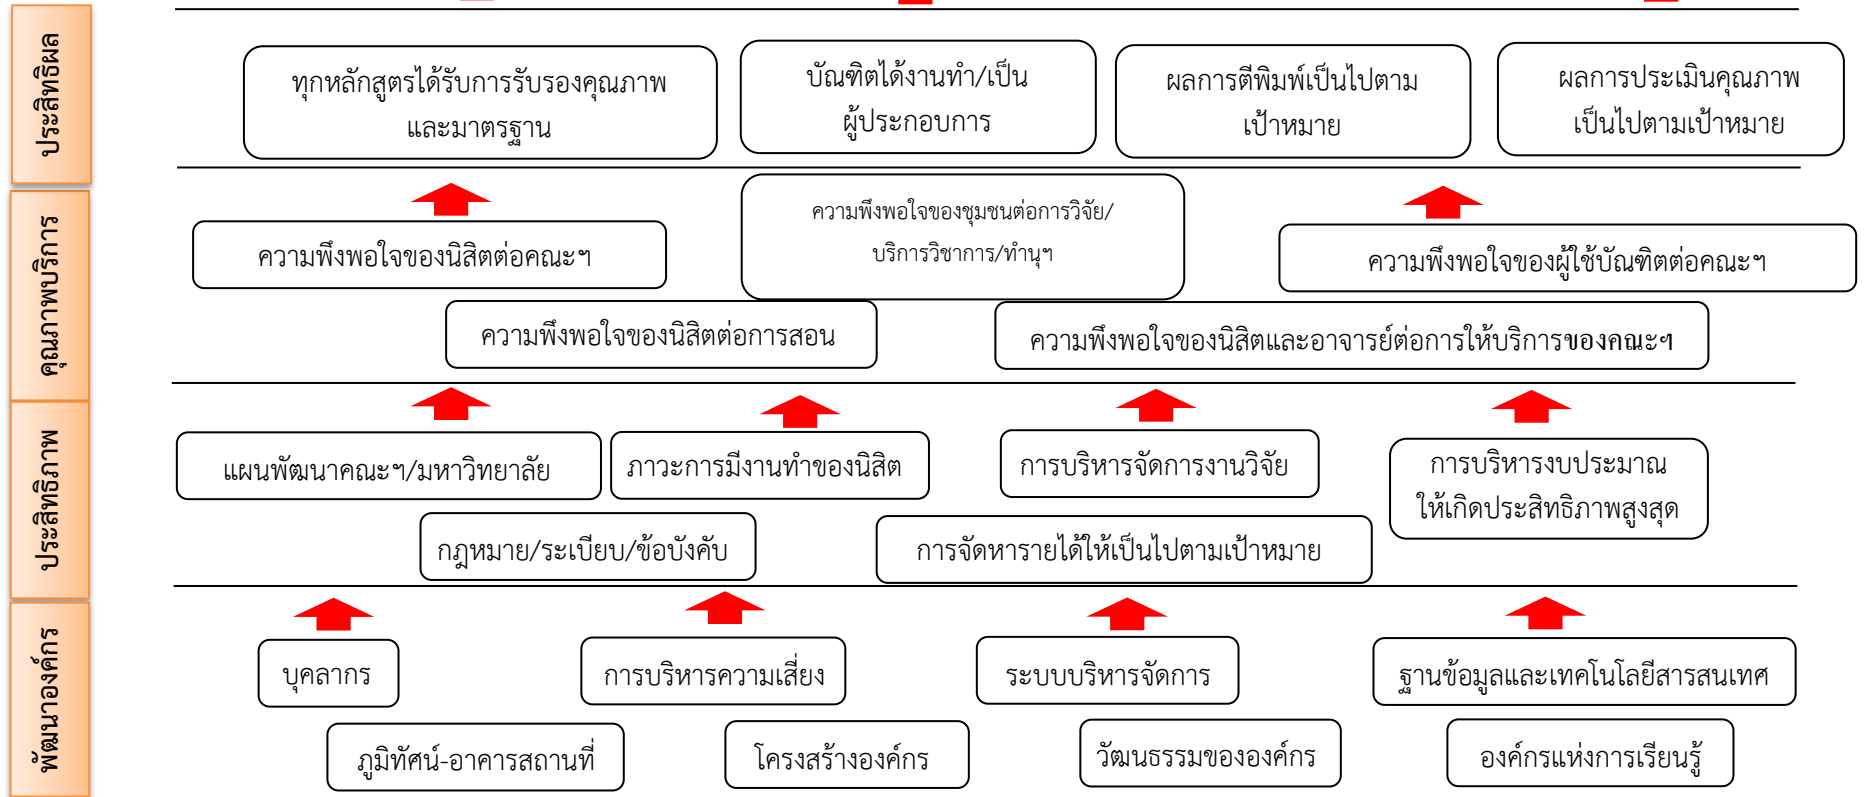 ประสิทธิผล
ทุกหลักสูตรได้รับการรับรองคุณภาพ
และมาตรฐาน
บัณฑิตได้งานทำ/เป็น
ผู้ประกอบการ
ผลการตีพิมพ์เป็นไปตาม
เป้าหมาย
ผลการประเมินคุณภาพ
เป็นไปตามเป้าหมาย
คุณภาพบริการ
ความพึงพอใจของนิสิตต่อคณะฯ
ความพึงพอใจของชุมชนต่อการวิจัย/
บริการวิชาการ/ทำนุฯ
ความพึงพอใจของผู้ใช้บัณฑิตต่อคณะฯ
ความพึงพอใจของนิสิตต่อการสอน
ความพึงพอใจของนิสิตและอาจารย์ต่อการให้บริการของคณะฯ
ประสิทธิภาพ
แผนพัฒนาคณะฯ/มหาวิทยาลัย
ภาวะการมีงานทำของนิสิต
การบริหารจัดการงานวิจัย
การบริหารงบประมาณ
ให้เกิดประสิทธิภาพสูงสุด
กฎหมาย/ระเบียบ/ข้อบังคับ
การจัดหารายได้ให้เป็นไปตามเป้าหมาย
พัฒนาองค์กร
บุคลากร
การบริหารความเสี่ยง
ระบบบริหารจัดการ
ฐานข้อมูลและเทคโนโลยีสารสนเทศ
ภูมิทัศน์-อาคารสถานที่
โครงสร้างองค์กร
วัฒนธรรมขององค์กร
องค์กรแห่งการเรียนรู้